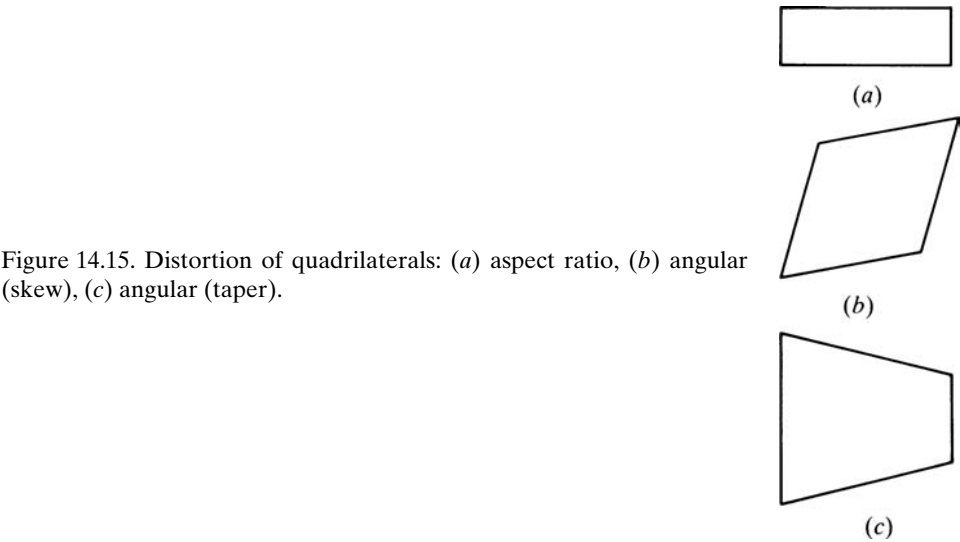 (a)
(b)
Figure 14.15. Distortion of quadrilaterals: (a) aspect ratio, (b) angular
(skew), (c) angular (taper).
(c)